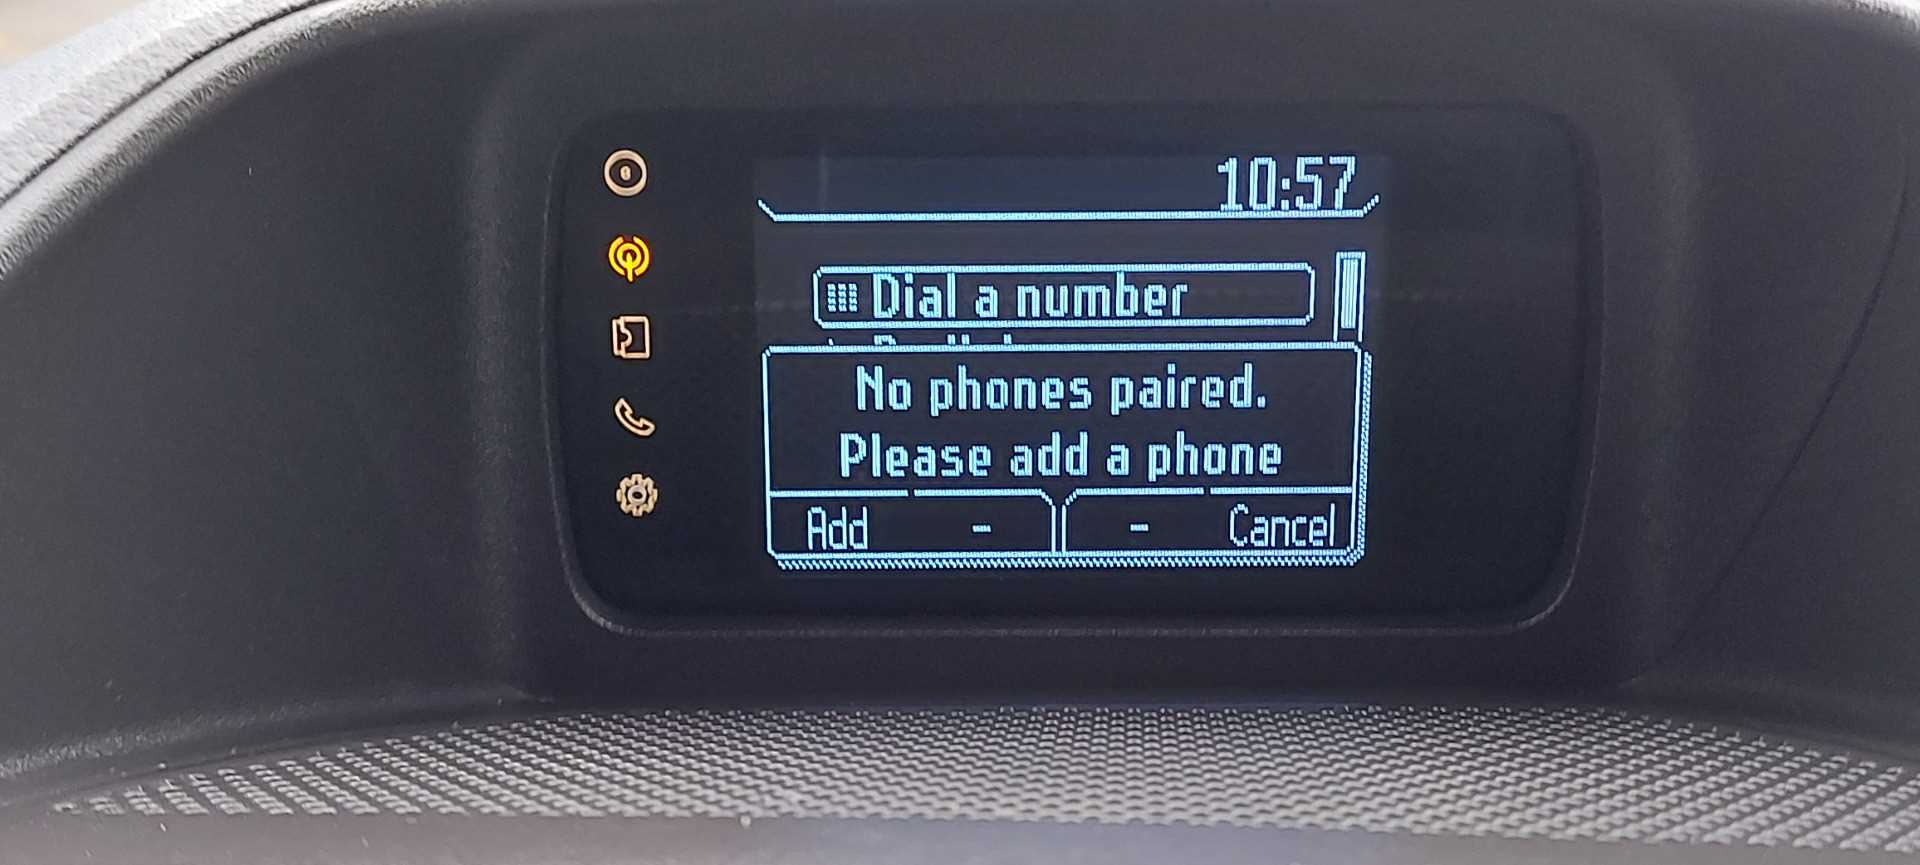 10:57
Dial a number
No phones paired.
Please add a phone
Add - - Cancel